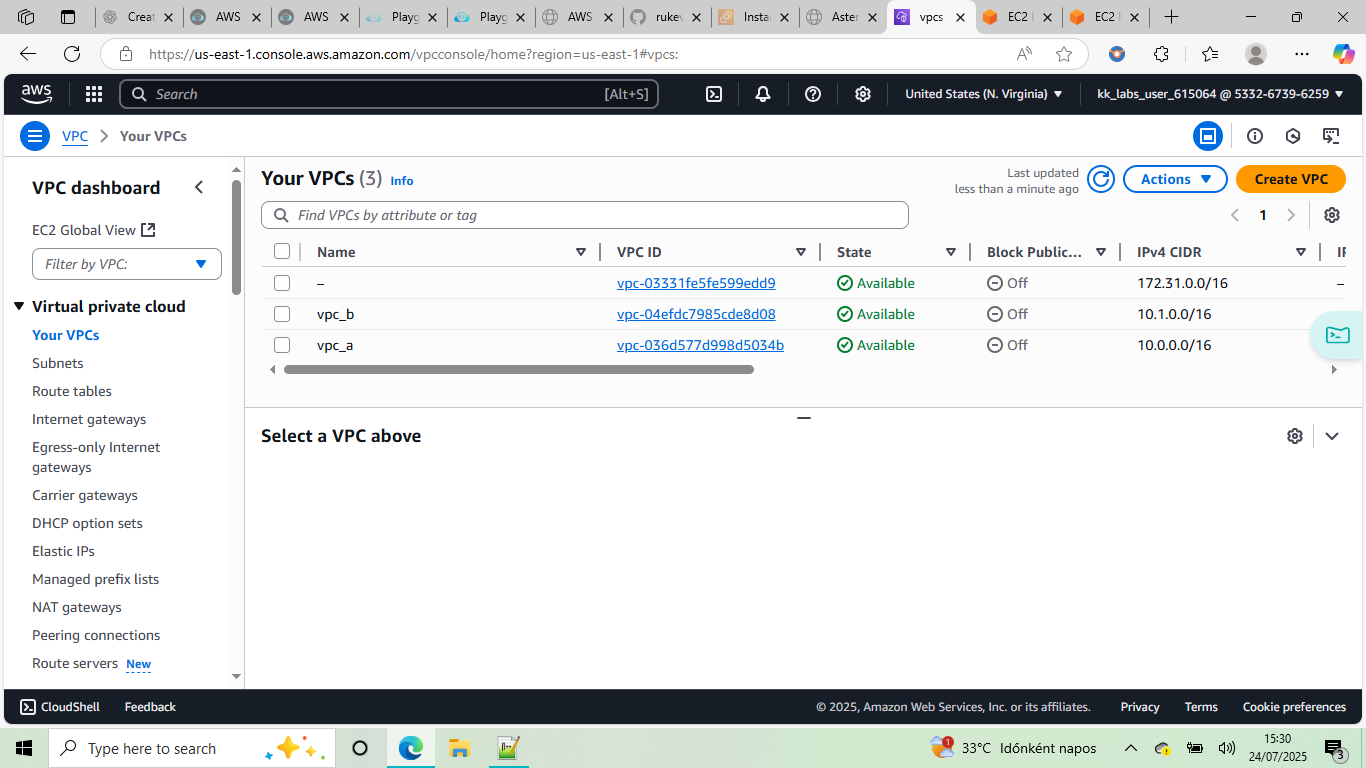 Creat
AWS
AWS
Playg
Playg
AWS
rukev
Instan
Aster
vpcs
EC2
EC2
https://us-east-1.console.aws.amazon.com/vpcconsole/home?region=us-east-1#vpcs:
aws
Search [Alt+S]
United States (N. Virginia)
kk_labs_user_615064 @ 5332-6739-6259
VPC > Your VPCs
VPC dashboard
EC2 Global View
Filter by VPC:
Virtual private cloud
Your VPCs
Subnets
Route tables
Internet gateways
Egress-only Internet
gateways
Carrier gateways
DHCP option sets
Elastic IPs
Managed prefix lists
NAT gateways
Peering connections
Route servers New
Your VPCs (3) Info
Last updated
less than a minute ago
Actions
Create VPC
Find VPCs by attribute or tag
1
Name VPC ID State Block Public... IPv4 CIDR
– vpc-03331fe5fe599edd9 Available Off 172.31.0.0/16 –
vpc_b vpc-04efdc7985cde8d08 Available Off 10.1.0.0/16
vpc_a vpc-036d577d998d5034b Available Off 10.0.0.0/16
Select a VPC above
CloudShell Feedback © 2025, Amazon Web Services, Inc. or its affiliates. Privacy Terms Cookie preferences
Type here to search
1
33°C Időnként napos
15:30
24/07/2025
3